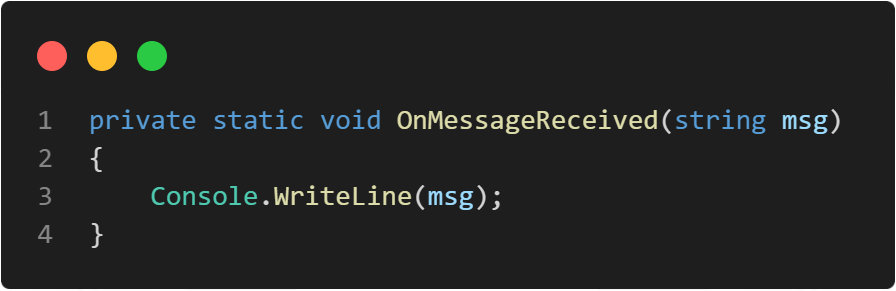 1 private static void OnMessageReceived(string msg)
2 {
3     Console.WriteLine(msg);
4 }